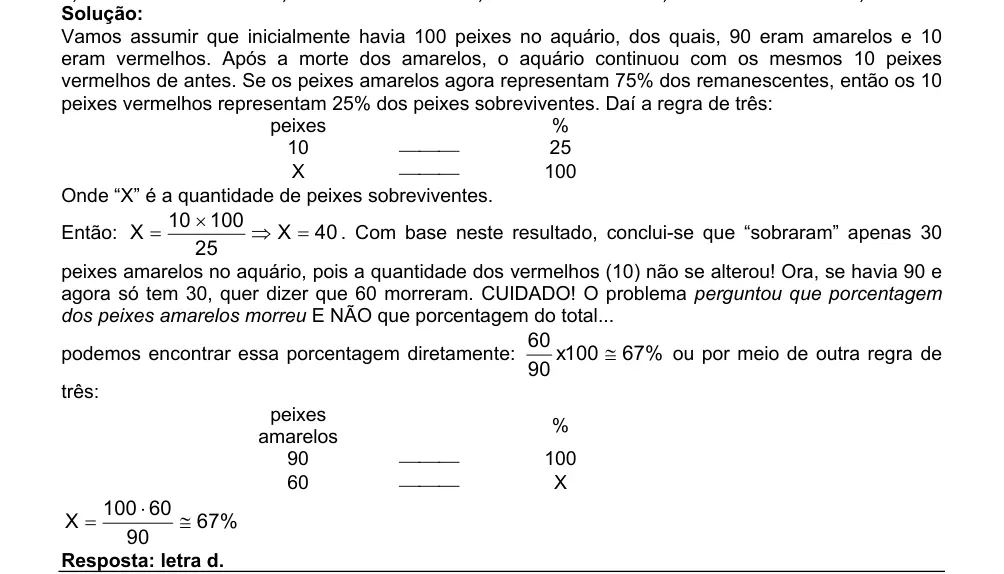 Solução:
Vamos assumir que inicialmente havia 100 peixes no aquário, dos quais, 90 eram amarelos e 10
eram vermelhos. Após a morte dos amarelos, o aquário continuou com os mesmos 10 peixes
vermelhos de antes. Se os peixes amarelos agora representam 75% dos remanescentes, então os 10
peixes vermelhos representam 25% dos peixes sobreviventes. Daí a regra de três:
peixes %
10 ——— 25
X ——— 100
Onde “X” é a quantidade de peixes sobreviventes.
Então: X = 10 × 100 / 25 ⇒ X = 40. Com base neste resultado, conclui-se que “sobraram” apenas 30
peixes amarelos no aquário, pois a quantidade dos vermelhos (10) não se alterou! Ora, se havia 90 e
agora só tem 30, quer dizer que 60 morreram. CUIDADO! O problema perguntou que porcentagem
dos peixes amarelos morreu E NÃO que porcentagem do total...
podemos encontrar essa porcentagem diretamente: 60/90 x100 ≅ 67% ou por meio de outra regra de
três:
peixes
amarelos %
90 ——— 100
60 ——— X
X = 100 · 60 / 90 ≅ 67%
Resposta: letra d.